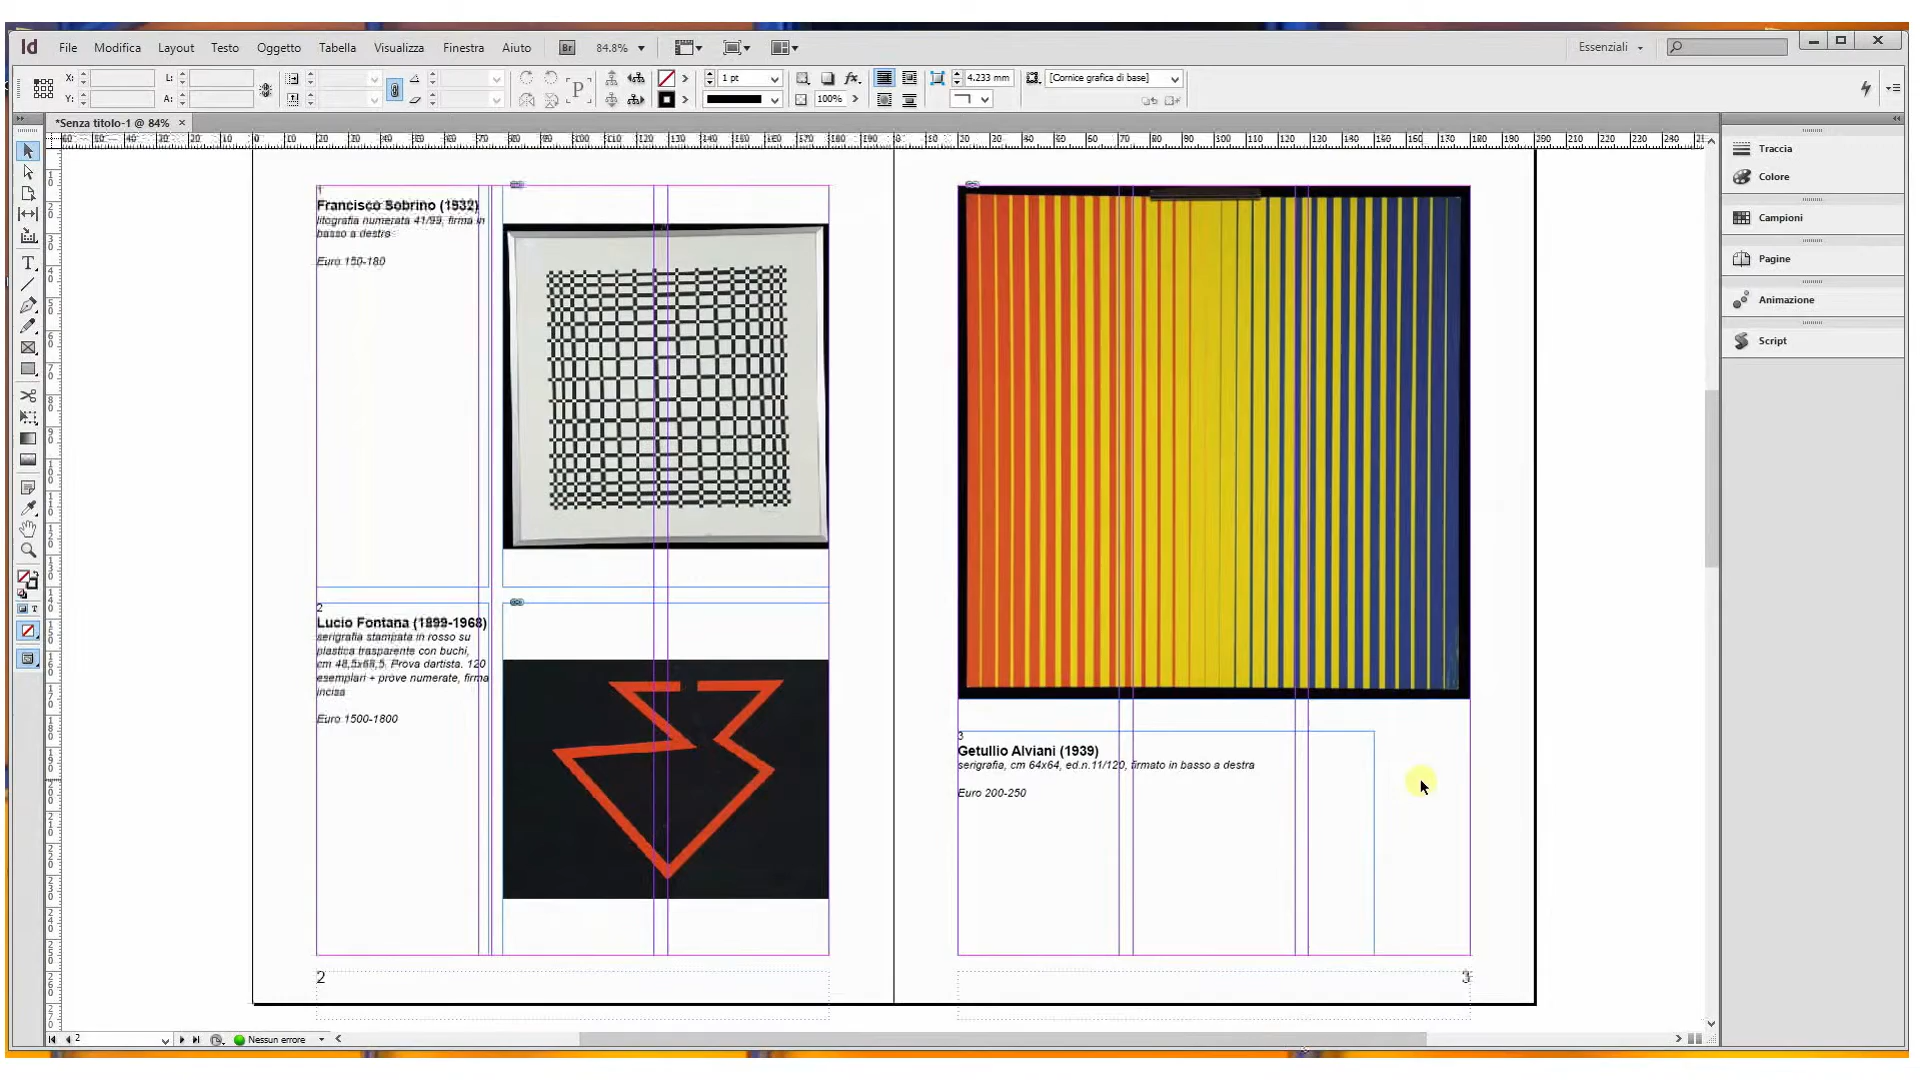 Id File Modifica Layout Testo Oggetto Tabella Visualizza Finestra Aiuto Br 84.8% Essenziali
X: L: 1 pt 4.233 mm [Cornice grafica di base]
Y: A: 100%
*Senza titolo-1 @ 84%
Traccia
Colore
Campioni
Pagine
Animazione
Script
1
Francisco Sobrino (1932)
litografia numerata 41/99, firma in
basso a destra
Euro 150-180
2
Lucio Fontana (1899-1968)
serigrafia stampata in rosso su
plastica trasparente con buchi,
cm 48,5x68,5. Prova dartista. 120
esemplari + prove numerate, firma
incisa
Euro 1500-1800
2
3
Getullio Alviani (1939)
serigrafia, cm 64x64, ed.n.11/120, firmato in basso a destra
Euro 200-250
3
2 Nessun errore